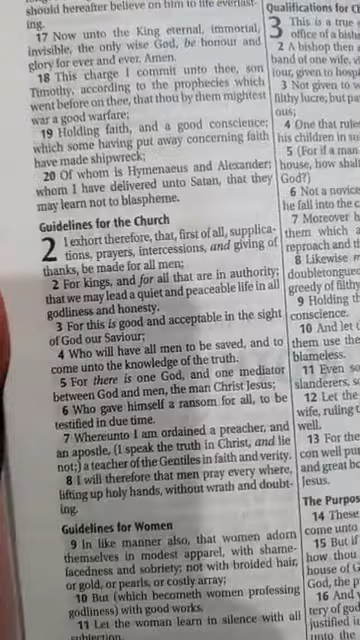 should hereafter believe on him to life everlast-
ing.
17 Now unto the King eternal, immortal,
invisible, the only wise God, be honour and
glory for ever and ever. Amen.
18 This charge I commit unto thee, son
Timothy, according to the prophecies which
went before on thee, that thou by them mightest
war a good warfare;
19 Holding faith, and a good conscience;
which some having put away concerning faith
have made shipwreck;
20 Of whom is Hymenaeus and Alexander;
whom I have delivered unto Satan, that they
may learn not to blaspheme.
Guidelines for the Church
2 I exhort therefore, that, first of all, supplica-
tions, prayers, intercessions, and giving of
thanks, be made for all men;
2 For kings, and for all that are in authority;
that we may lead a quiet and peaceable life in all
godliness and honesty.
3 For this is good and acceptable in the sight
of God our Saviour;
4 Who will have all men to be saved, and to
come unto the knowledge of the truth.
5 For there is one God, and one mediator
between God and men, the man Christ Jesus;
6 Who gave himself a ransom for all, to be
testified in due time.
7 Whereunto I am ordained a preacher, and
an apostle, (I speak the truth in Christ, and lie
not;) a teacher of the Gentiles in faith and verity.
8 I will therefore that men pray every where,
lifting up holy hands, without wrath and doubt-
ing.
Guidelines for Women
9 In like manner also, that women adorn
themselves in modest apparel, with shame-
facedness and sobriety; not with broided hair,
or gold, or pearls, or costly array;
10 But (which becometh women professing
godliness) with good works.
11 Let the woman learn in silence with all
subjection.
Qualifications for
3 This is a true
office of a
2 A bishop then
band of one wife,
given to
3 Not given to
filthy lucre; but
ous;
4 One that
his children in
5 (For if a man
house, how
God?)
6 Not a novice
he fall into the
7 Moreover
them which
reproach and
8 Likewise
doubletongued
greedy of filthy
9 Holding
conscience.
10 And let
them use the
blameless.
11 Even so
slanderers,
12 Let the
wife, ruling
well.
13 For the
con well
and great
Jesus.
The
14 These
come unto
15 But if
how thou
house of
God, the
16 And
tery of
justified
unto